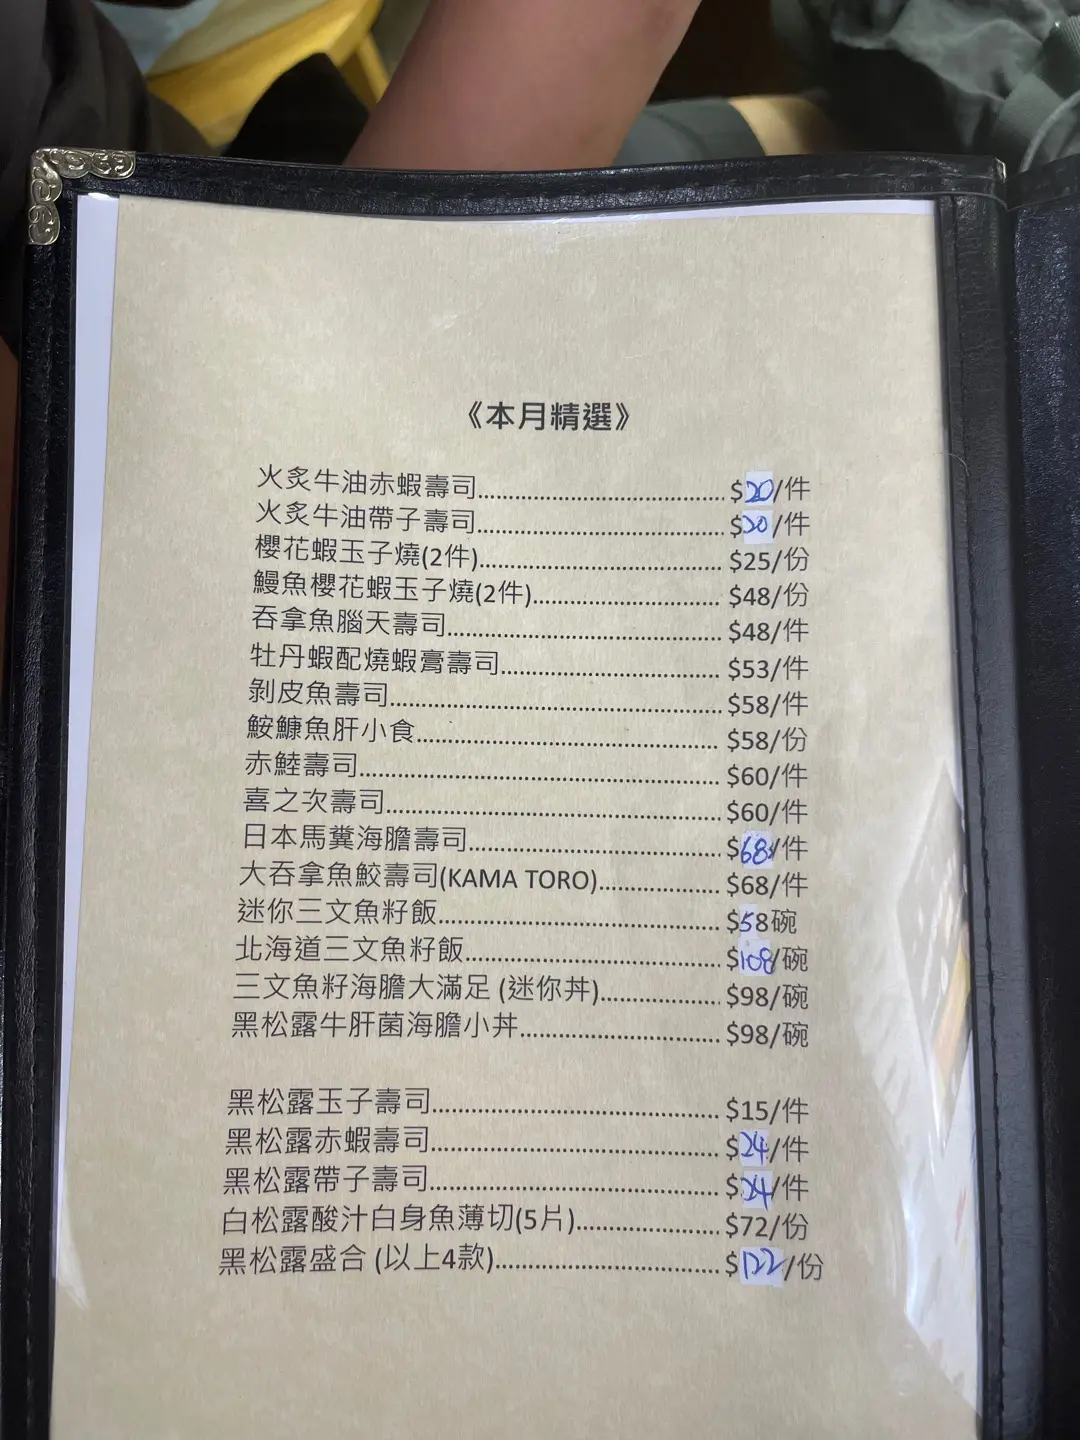 《本月精選》
火炙牛油赤蝦壽司 $20/件
火炙牛油帶子壽司 $20/件
櫻花蝦玉子燒(2件) $25/份
鰻魚櫻花蝦玉子燒(2件) $48/份
吞拿魚腦天壽司 $48/件
牡丹蝦配燒蝦膏壽司 $53/件
剝皮魚壽司 $58/件
鮟鱇魚肝小食 $58/份
赤鯥壽司 $60/件
喜之次壽司 $60/件
日本馬糞海膽壽司 $68/件
大吞拿魚鮫壽司(KAMA TORO) $68/件
迷你三文魚籽飯 $58碗
北海道三文魚籽飯 $108/碗
三文魚籽海膽大滿足 (迷你丼) $98/碗
黑松露牛肝菌海膽小丼 $98/碗
黑松露玉子壽司 $15/件
黑松露赤蝦壽司 $24/件
黑松露帶子壽司 $24/件
白松露酸汁白身魚薄切(5片) $72/份
黑松露盛合 (以上4款) $122/份